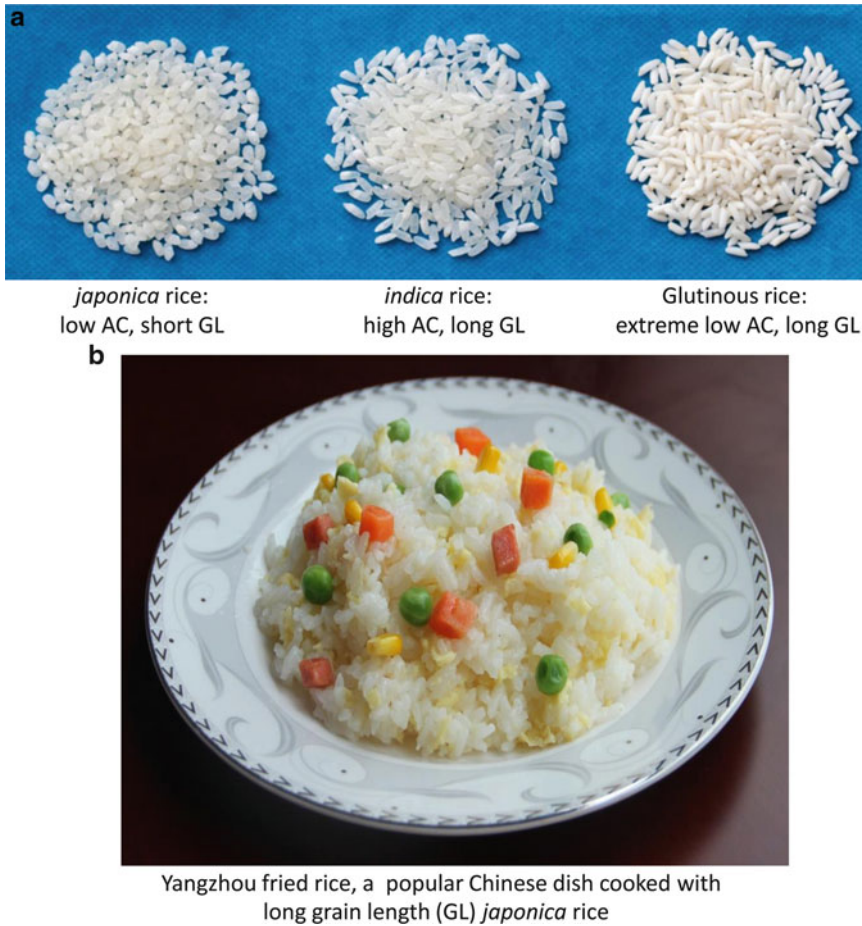 a
japonica rice:
low AC, short GL
indica rice:
high AC, long GL
Glutinous rice:
extreme low AC, long GL
b
Yangzhou fried rice, a popular Chinese dish cooked with
long grain length (GL) japonica rice